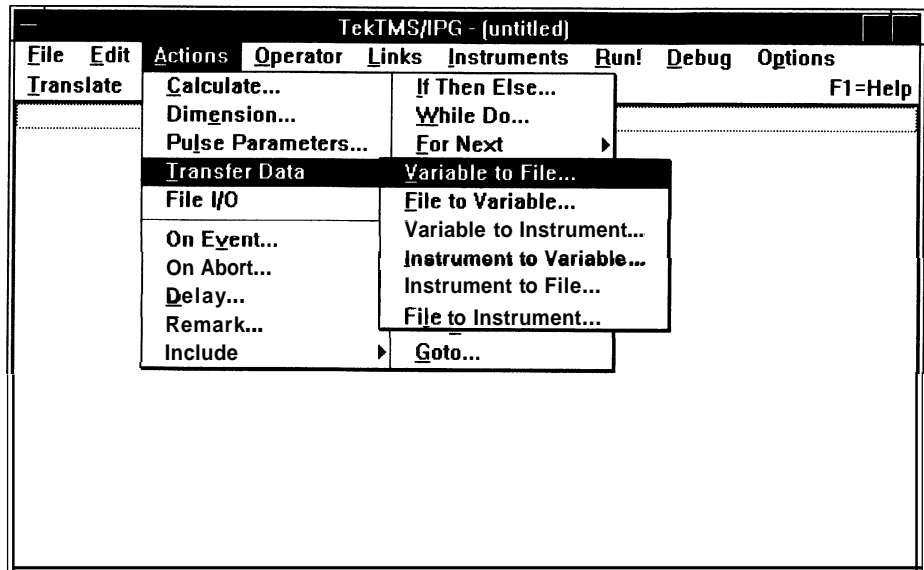 TekTMS/IPG - (untitled)
File Edit Actions Operator Links Instruments Run! Debug Options
Translate F1=Help
Calculate...
Dimension...
Pulse Parameters...
Transfer Data
File I/O
On Event...
On Abort...
Delay...
Remark...
Include
If Then Else...
While Do...
For Next
Goto...
Variable to File...
File to Variable...
Variable to Instrument...
Instrument to Variable...
Instrument to File...
File to Instrument...